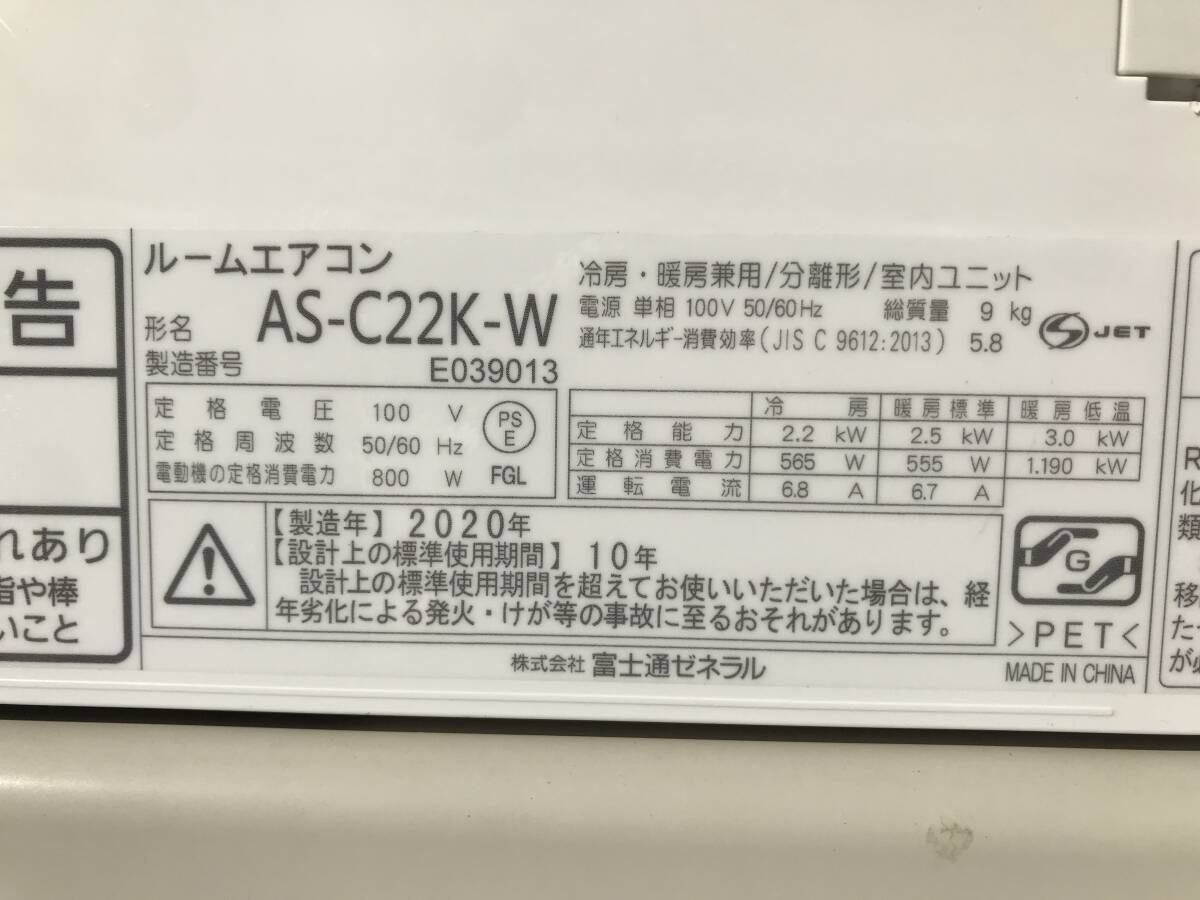 告
れあり
指や棒
いこと
ルームエアコン
形名 AS-C22K-W
製造番号 E039013
冷房・暖房兼用/分離形/室内ユニット
電源 単相 100V 50/60Hz 総質量 9 kg
通年エネルギー消費効率(JIS C 9612:2013) 5.8
JET
定格電圧 100 V
定格周波数 50/60 Hz
電動機の定格消費電力 800 W
PS
E
FGL
冷房 暖房標準 暖房低温
定格能力 2.2 kW 2.5 kW 3.0 kW
定格消費電力 565 W 555 W 1.190 kW
運転電流 6.8 A 6.7 A
【製造年】2020年
【設計上の標準使用期間】10年
設計上の標準使用期間を超えてお使いいただいた場合は、経
年劣化による発火・けが等の事故に至るおそれがあります。
G
>PET<
株式会社 富士通ゼネラル
MADE IN CHINA
R
化
類
移
た
が